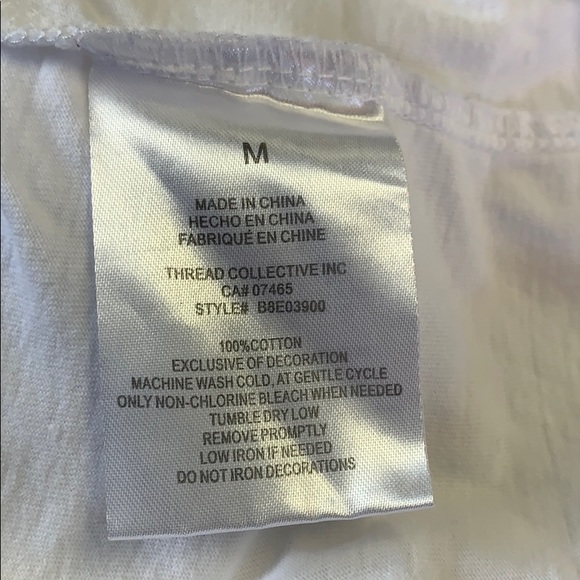 M
MADE IN CHINA
HECHO EN CHINA
FABRIQUÉ EN CHINE
THREAD COLLECTIVE INC
CA# 07465
STYLE# B8E03900
100%COTTON
EXCLUSIVE OF DECORATION
MACHINE WASH COLD, AT GENTLE CYCLE
ONLY NON-CHLORINE BLEACH WHEN NEEDED
TUMBLE DRY LOW
REMOVE PROMPTLY
LOW IRON IF NEEDED
DO NOT IRON DECORATIONS